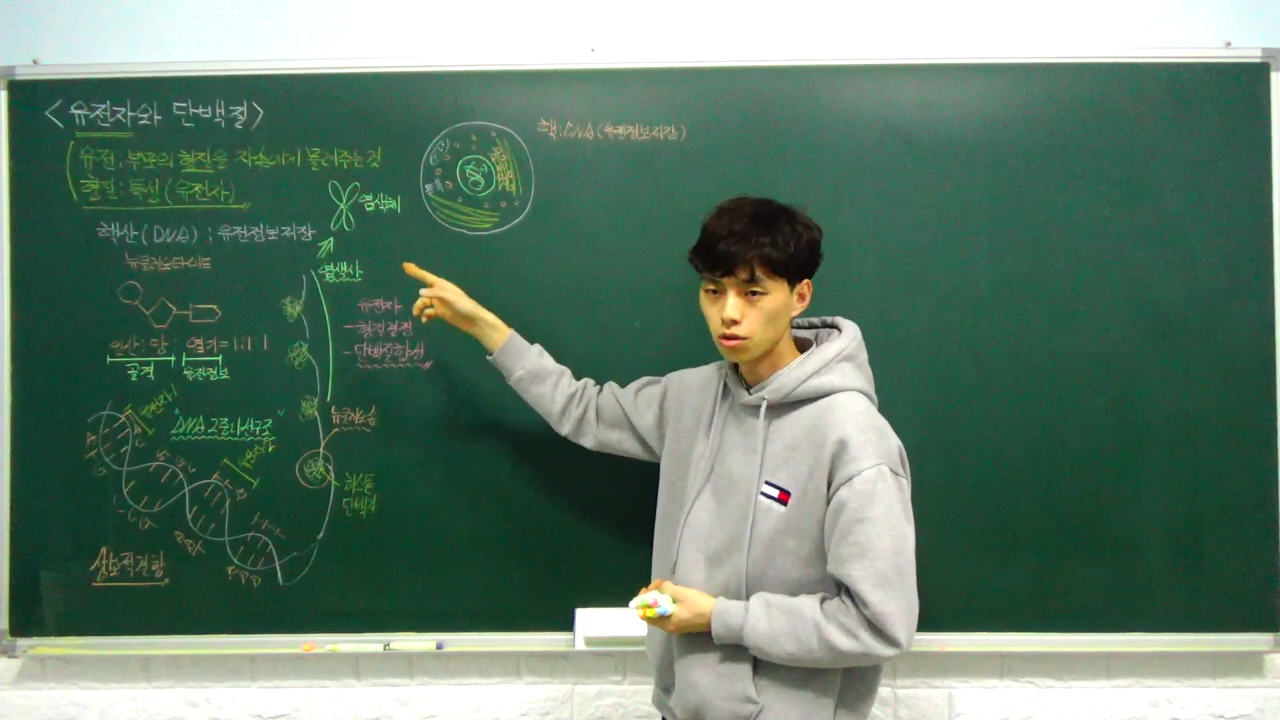 <유전자와 단백질>
유전 : 부모의 형질을 자손에게 물려주는 것
형질 : 특성 (유전자)
핵산 (DNA) : 유전정보저장
뉴클레오타이드
인산 : 당 : 염기 = 1:1:1
골격
유전정보
"DNA 2중나선구조"
유전자1
상보적결합
염색체
염색사
유전자
- 형질결정
- 단백질합성
뉴클레오솜
히스톤
단백질
핵 : DNA (유전정보저장)